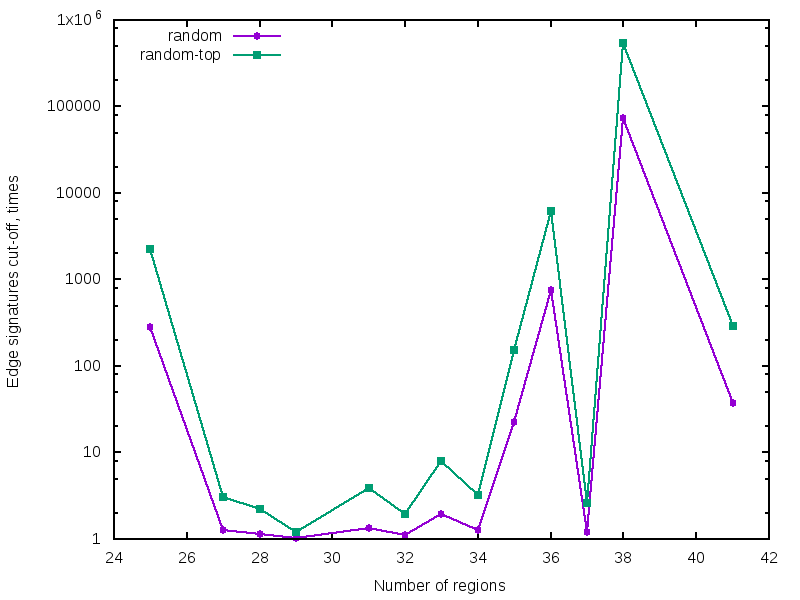 random
random-top
1x10^6
100000
10000
1000
100
10
1
Edge signatures cut-off, times
24 26 28 30 32 34 36 38 40 42
Number of regions